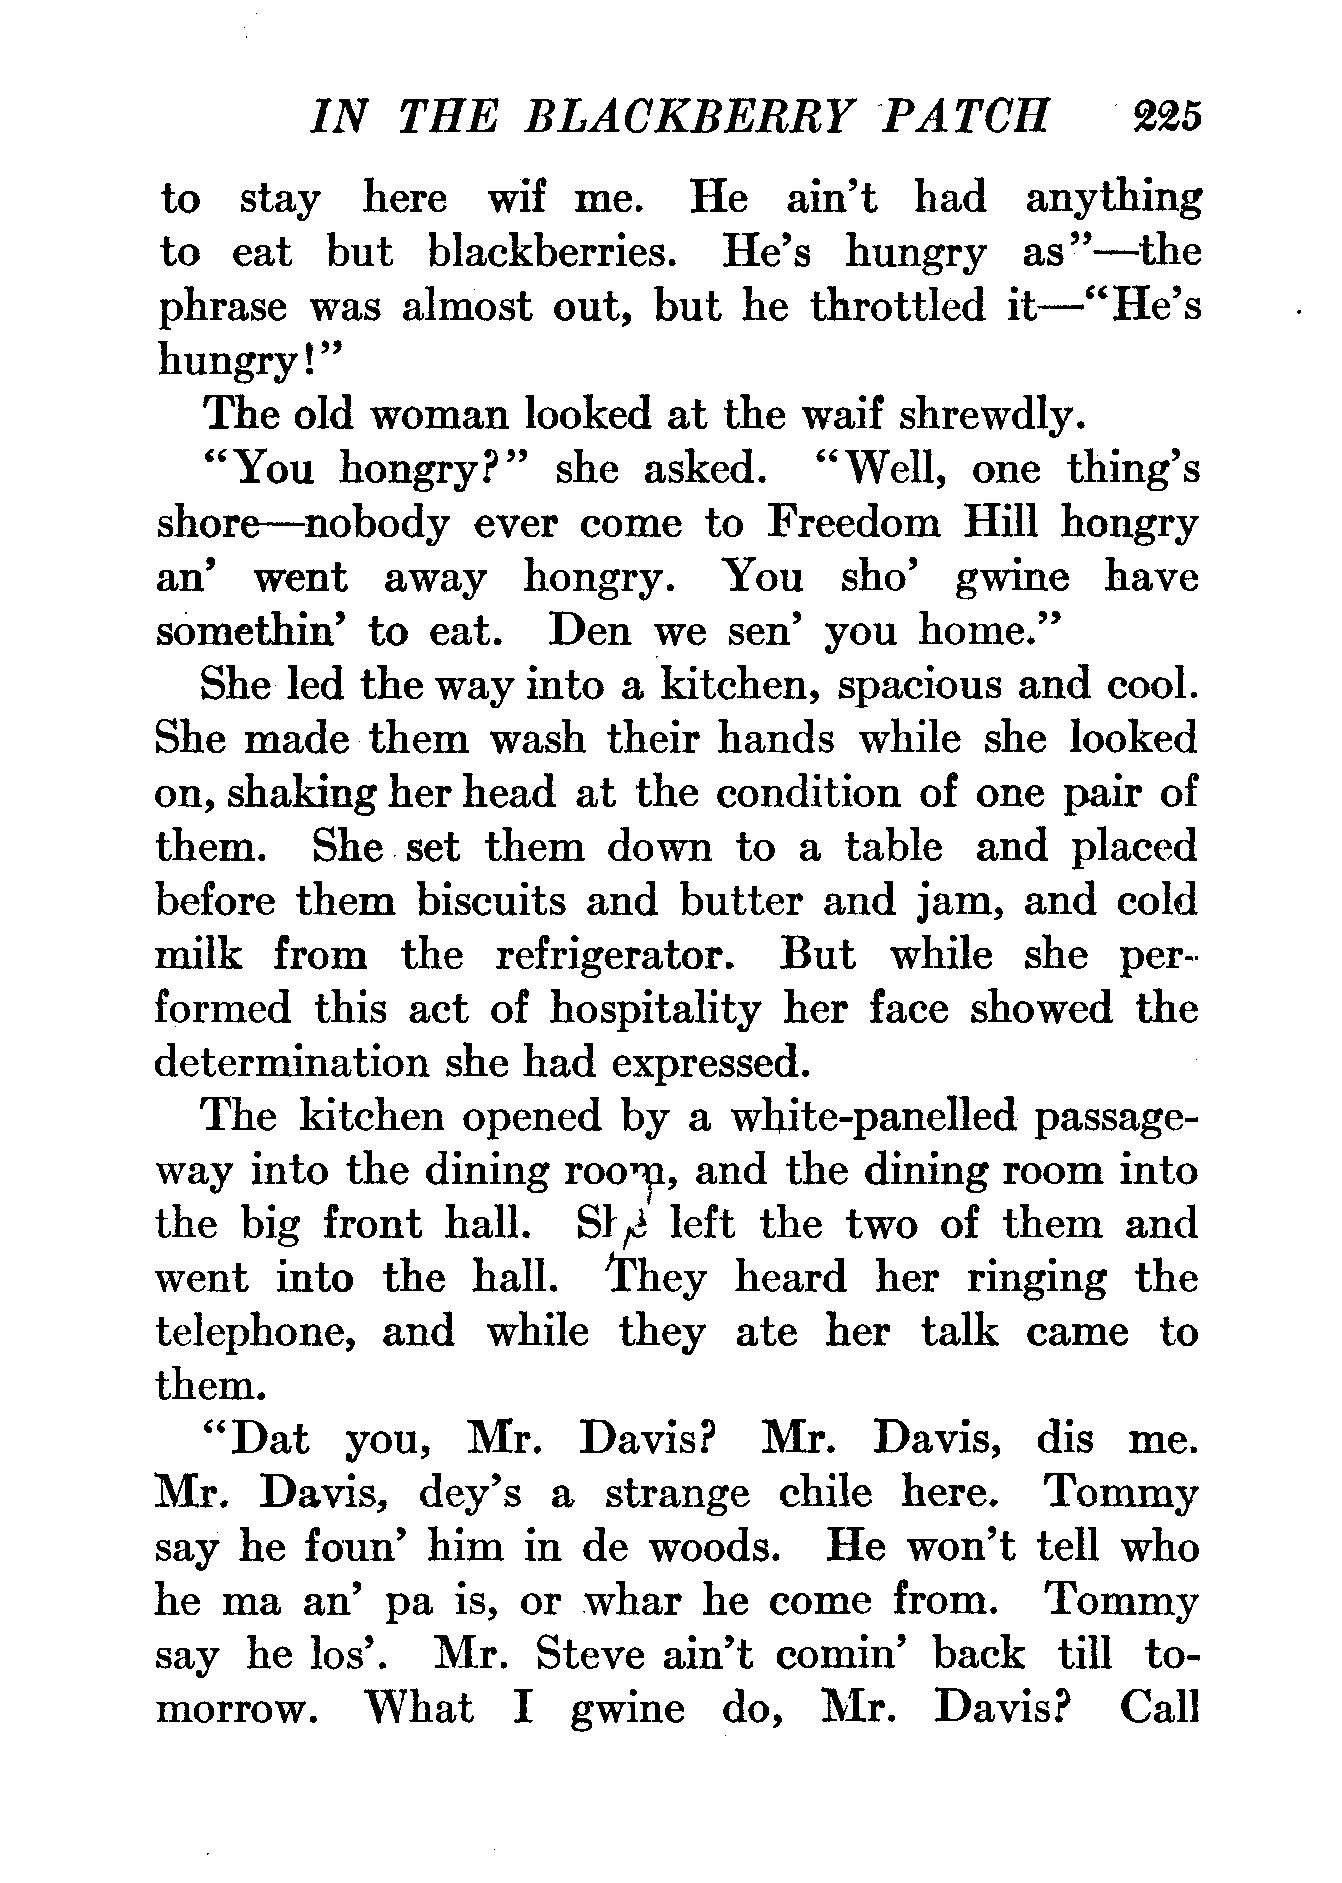 IN THE BLACKBERRY PATCH 225
to stay here wif me. He ain't had anything
to eat but blackberries. He's hungry as"—the
phrase was almost out, but he throttled it—"He's
hungry!"
The old woman looked at the waif shrewdly.
"You hongry?" she asked. "Well, one thing's
shore—nobody ever come to Freedom Hill hongry
an' went away hongry. You sho' gwine have
somethin' to eat. Den we sen' you home."
She led the way into a kitchen, spacious and cool.
She made them wash their hands while she looked
on, shaking her head at the condition of one pair of
them. She set them down to a table and placed
before them biscuits and butter and jam, and cold
milk from the refrigerator. But while she per-
formed this act of hospitality her face showed the
determination she had expressed.
The kitchen opened by a white-panelled passage-
way into the dining room, and the dining room into
the big front hall. She left the two of them and
went into the hall. They heard her ringing the
telephone, and while they ate her talk came to
them.
"Dat you, Mr. Davis? Mr. Davis, dis me.
Mr. Davis, dey's a strange chile here. Tommy
say he foun' him in de woods. He won't tell who
he ma an' pa is, or whar he come from. Tommy
say he los'. Mr. Steve ain't comin' back till to-
morrow. What I gwine do, Mr. Davis? Call